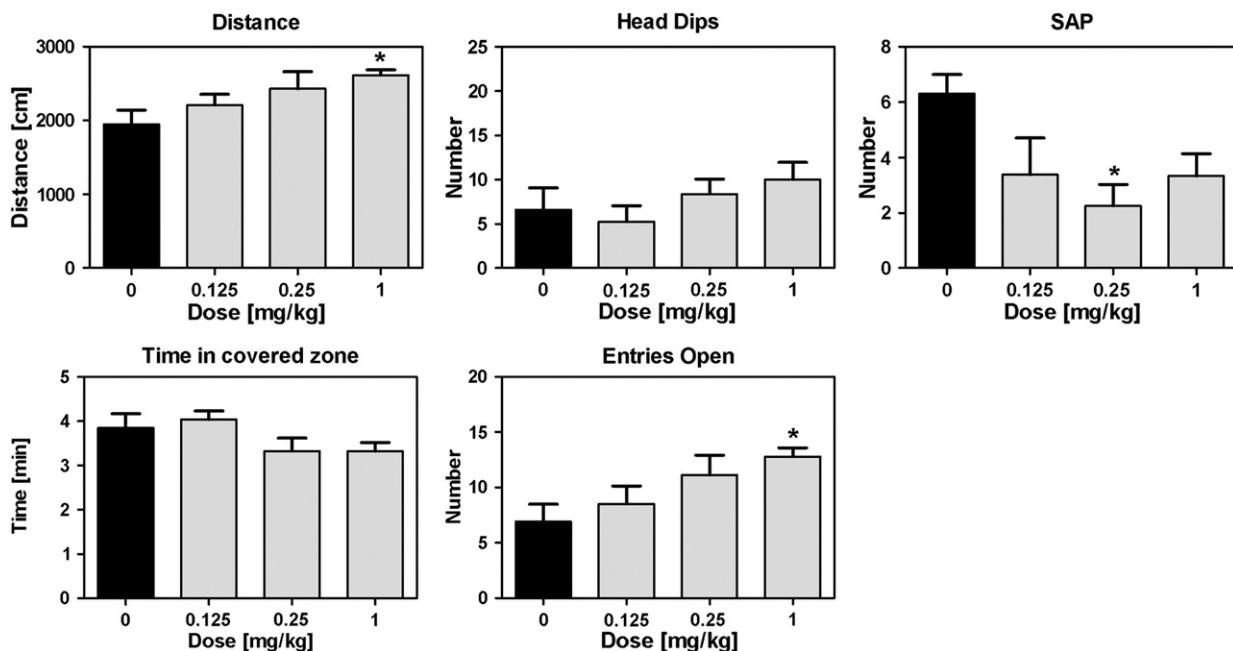 Distance
Distance [cm]
3000
2000
1000
0
*
0 0.125 0.25 1
Dose [mg/kg]
Head Dips
Number
25
20
15
10
5
0
0 0.125 0.25 1
Dose [mg/kg]
SAP
Number
8
6
4
2
0
*
0 0.125 0.25 1
Dose [mg/kg]
Time in covered zone
Time [min]
5
4
3
2
1
0
0 0.125 0.25 1
Dose [mg/kg]
Entries Open
Number
20
15
10
5
0
*
0 0.125 0.25 1
Dose [mg/kg]